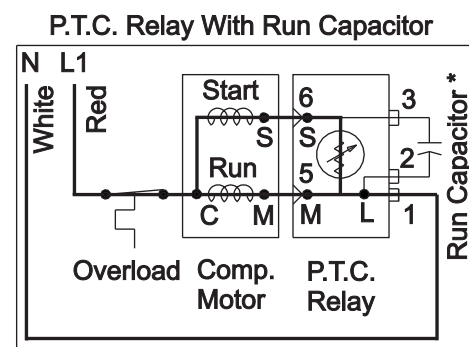 P.T.C. Relay With Run Capacitor
N L1
White
Red
Start
S
6
S
3
Run
C
M
5
M
L
2
1
Run Capacitor *
Overload
Comp.
Motor
P.T.C.
Relay